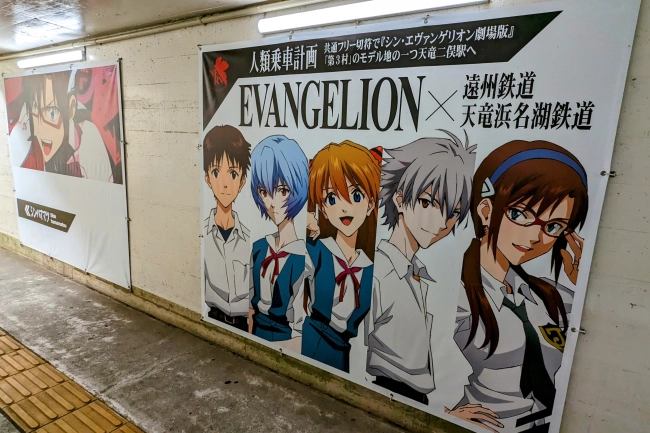 人類乗車計画
共通フリー切符で『シン・エヴァンゲリオン劇場版』
「第3村」のモデル地の一つ天竜二俣駅へ
EVANGELION×遠州鉄道
天竜浜名湖鉄道